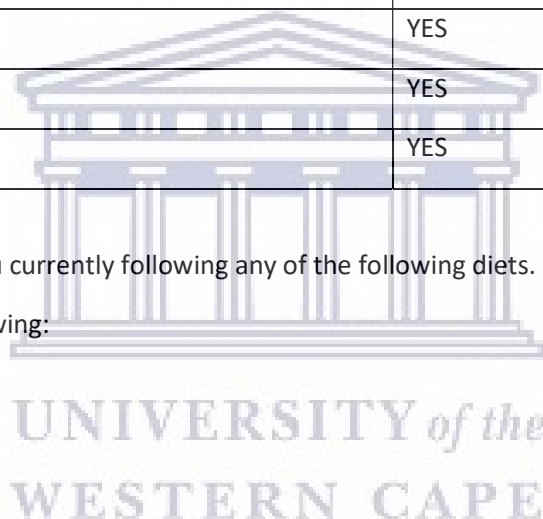 YES
YES
YES
currently following any of the following diets.
ving:
UNIVERSITY of the
WESTERN CAPE